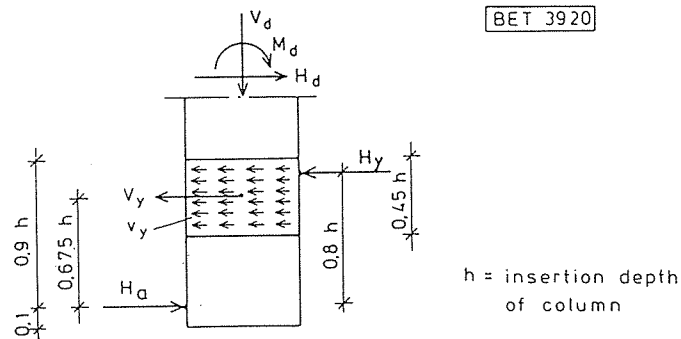 BET 3920
V_d
M_d
H_d
H_y
V_y
v_y
H_a
0,9 h
0,675 h
0,1
0,8 h
0,45 h
h = insertion depth
of column